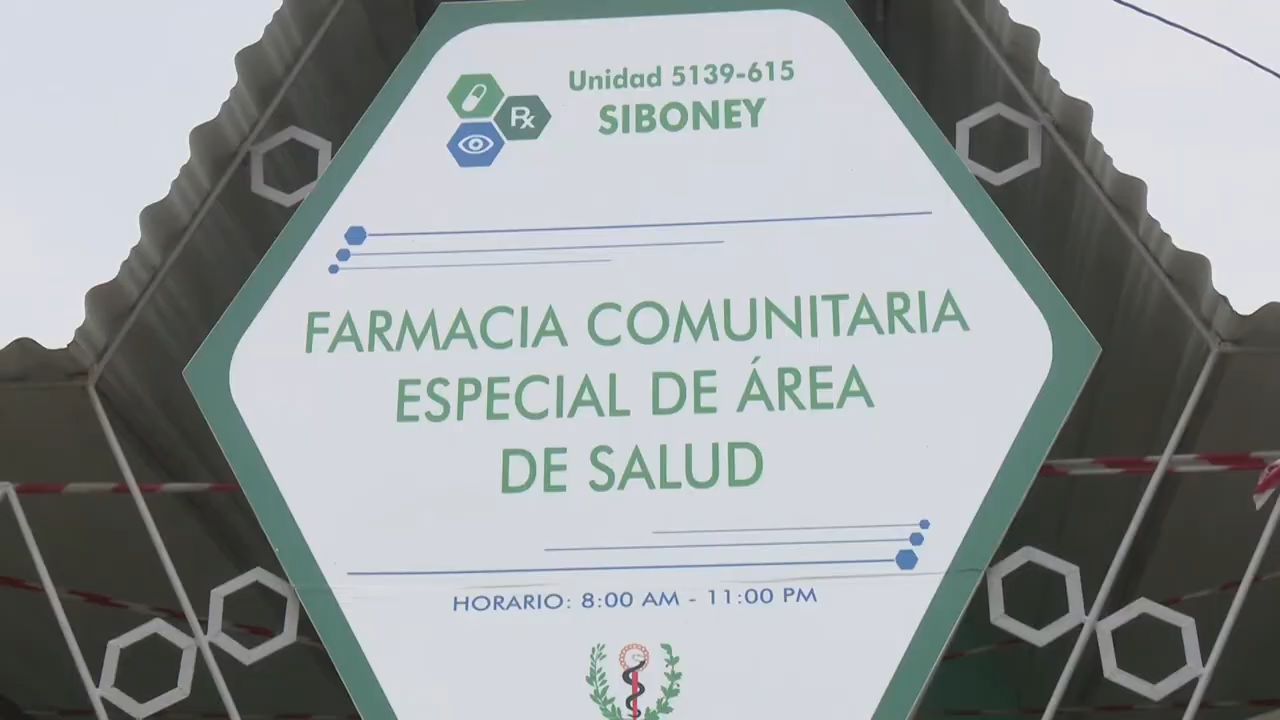 Unidad 5139-615
SIBONEY
Rx
FARMACIA COMUNITARIA
ESPECIAL DE ÁREA
DE SALUD
HORARIO: 8:00 AM - 11:00 PM